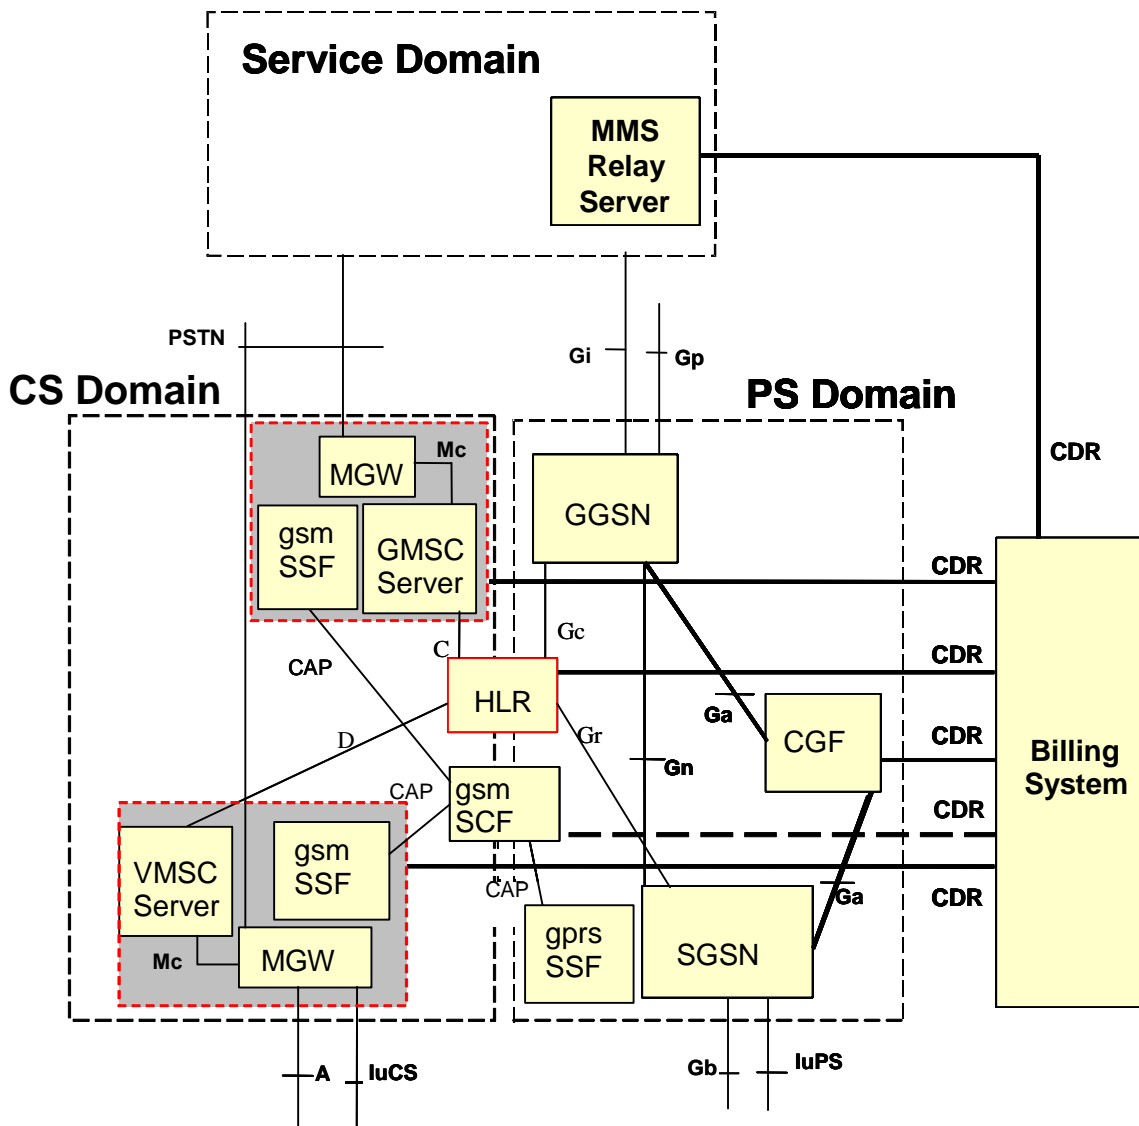 Service Domain
MMS
Relay
Server
PSTN
Gi
Gp
CS Domain
PS Domain
CDR
MGW
Mc
gsm
SSF
GMSC
Server
GGSN
CDR
C
Gc
CAP
HLR
CDR
D
Gr
Ga
CGF
CDR
Gn
Billing
System
CAP
gsm
SCF
CDR
VMSC
Server
gsm
SSF
CAP
Ga
CDR
gprs
SSF
SGSN
Mc
MGW
A
IuCS
Gb
IuPS